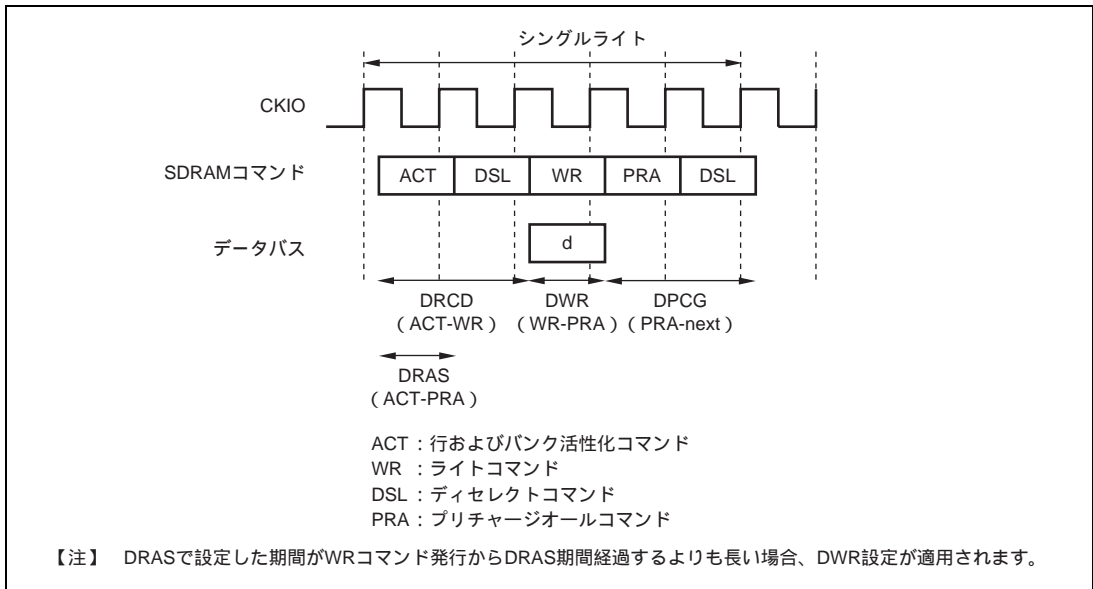 シングルライト
CKIO
SDRAMコマンド
ACT DSL WR PRA DSL
データバス
d
DRCD DWR DPCG
（ACT-WR）（WR-PRA）（PRA-next）
DRAS
（ACT-PRA）
ACT：行およびバンク活性化コマンド
WR ：ライトコマンド
DSL：ディセレクトコマンド
PRA：プリチャージオールコマンド
【注】 DRASで設定した期間がWRコマンド発行からDRAS期間経過するよりも長い場合、DWR設定が適用されます。